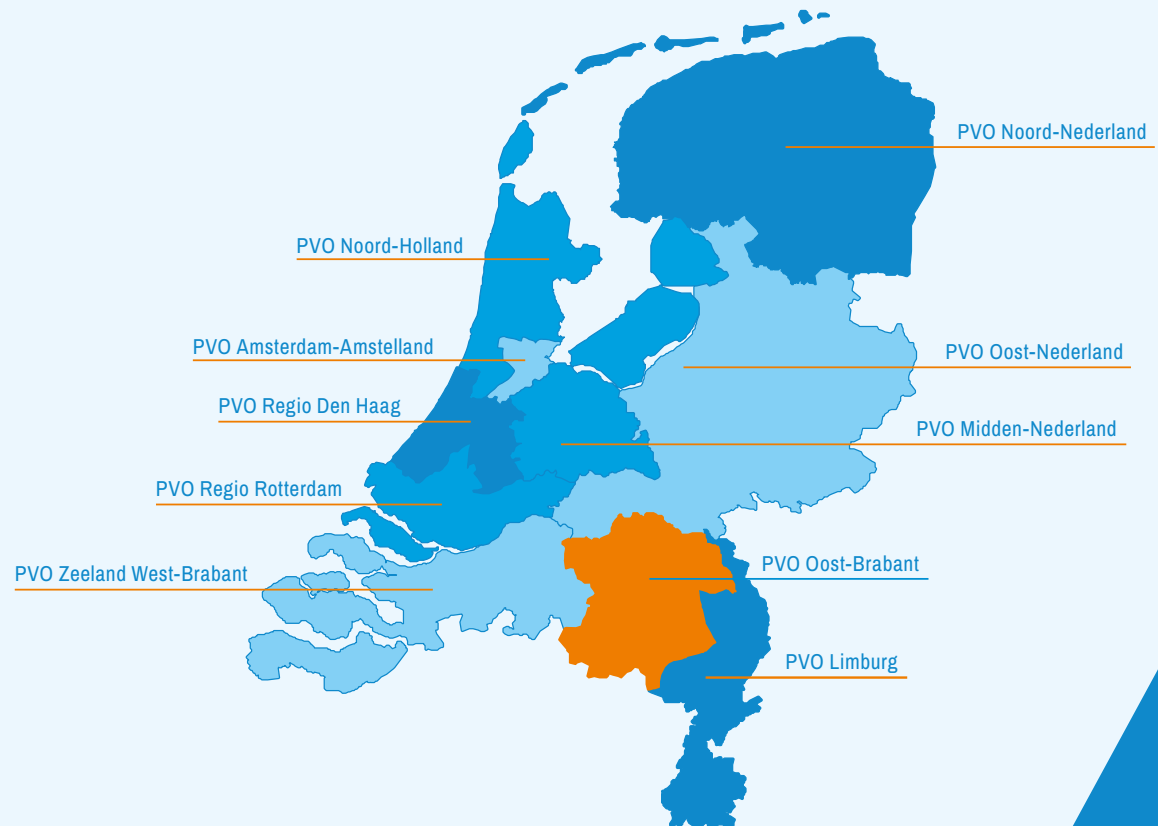 PVO Noord-Nederland
PVO Noord-Holland
PVO Amsterdam-Amstelland
PVO Oost-Nederland
PVO Regio Den Haag
PVO Midden-Nederland
PVO Regio Rotterdam
PVO Oost-Brabant
PVO Zeeland West-Brabant
PVO Limburg